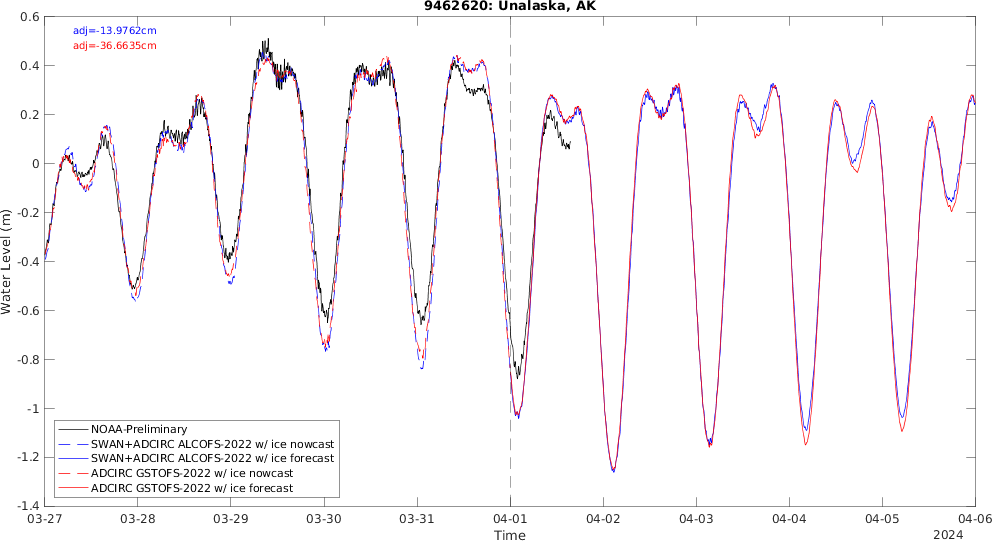 9462620: Unalaska, AK
adj=-13.9762cm
adj=-36.6635cm
0.6
0.4
0.2
0
-0.2
-0.4
-0.6
-0.8
-1
-1.2
-1.4
Water Level (m)
NOAA-Preliminary
SWAN+ADCIRC ALCOFS-2022 w/ ice nowcast
SWAN+ADCIRC ALCOFS-2022 w/ ice forecast
ADCIRC GSTOFS-2022 w/ ice nowcast
ADCIRC GSTOFS-2022 w/ ice forecast
03-27 03-28 03-29 03-30 03-31 04-01 04-02 04-03 04-04 04-05 04-06
Time
2024